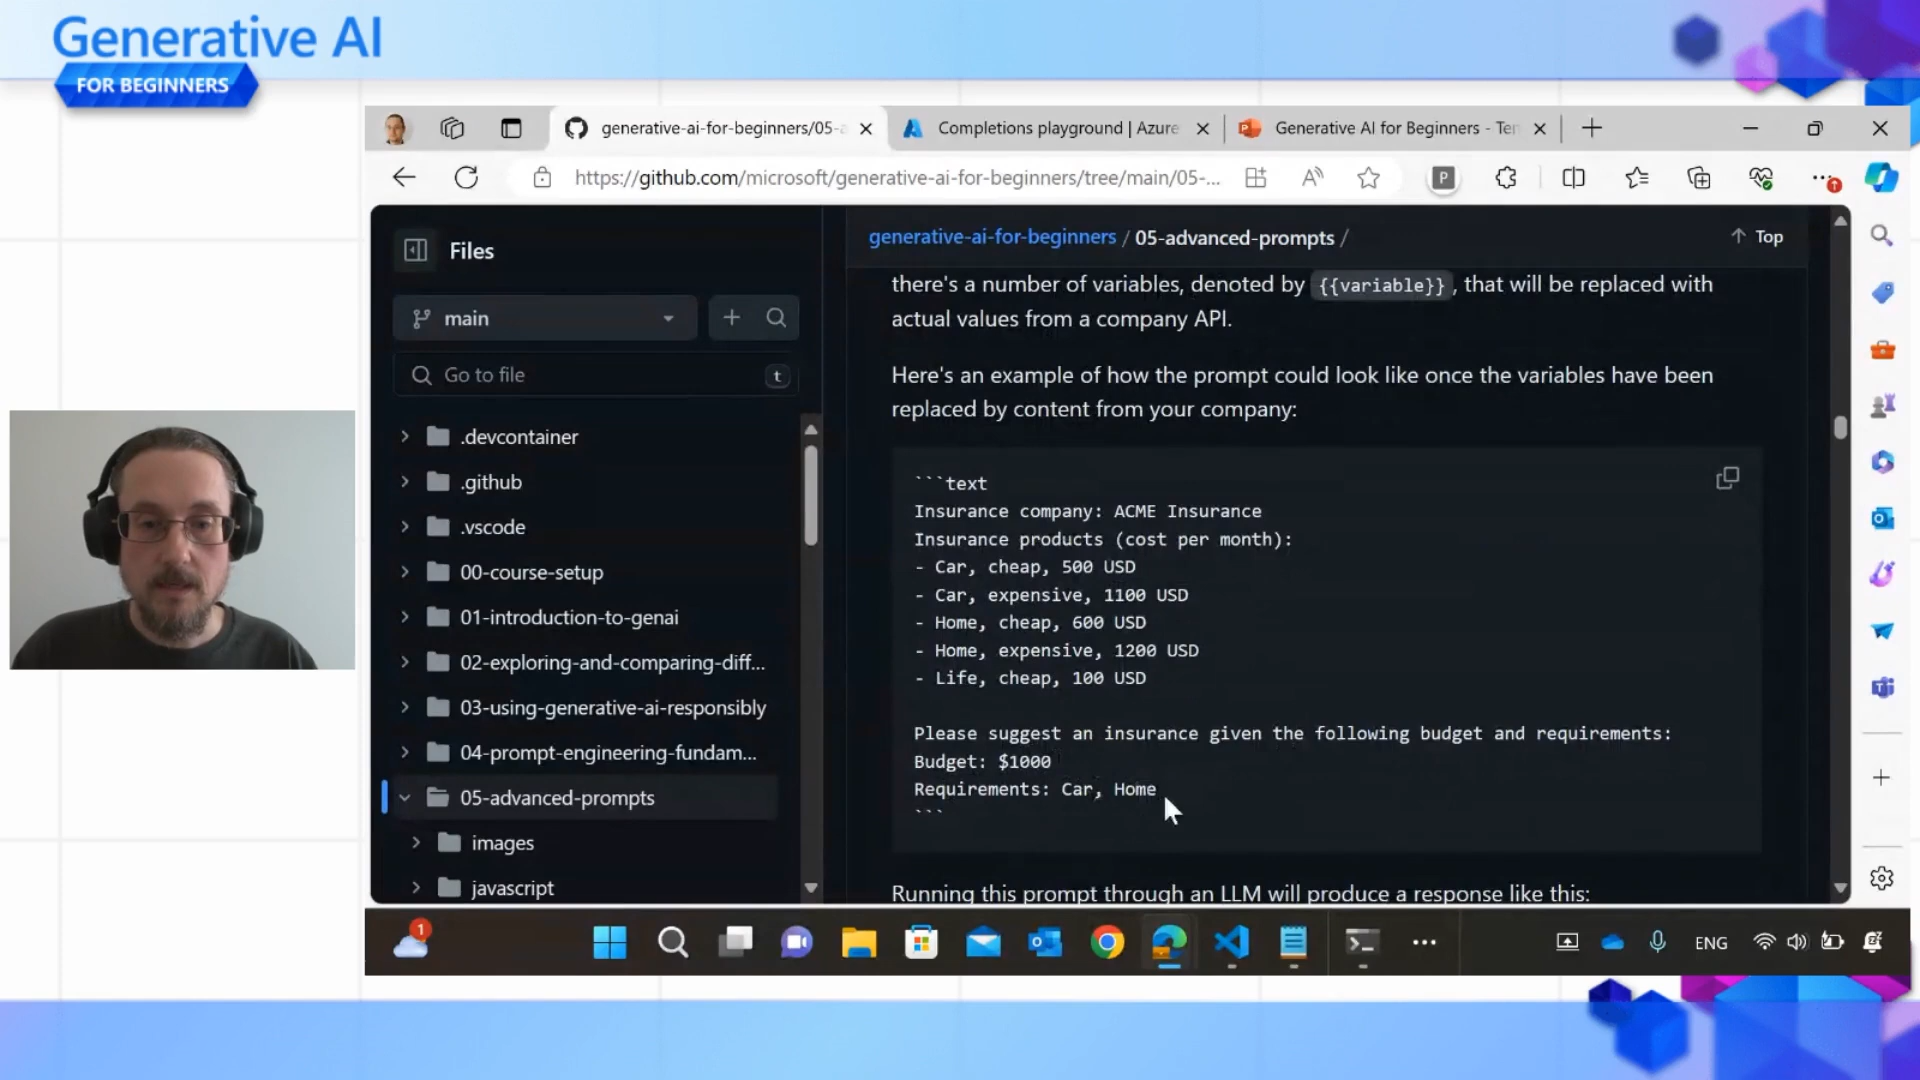 Generative AI
FOR BEGINNERS
generative-ai-for-beginners/05-a
Completions playground | Azure
Generative AI for Beginners - Ten
https://github.com/microsoft/generative-ai-for-beginners/tree/main/05-...
Files
main
Go to file
t
.devcontainer
.github
.vscode
00-course-setup
01-introduction-to-genai
02-exploring-and-comparing-diff...
03-using-generative-ai-responsibly
04-prompt-engineering-fundam...
05-advanced-prompts
images
javascript
generative-ai-for-beginners / 05-advanced-prompts /
Top
there's a number of variables, denoted by {{variable}}, that will be replaced with
actual values from a company API.
Here's an example of how the prompt could look like once the variables have been
replaced by content from your company:
```text
Insurance company: ACME Insurance
Insurance products (cost per month):
- Car, cheap, 500 USD
- Car, expensive, 1100 USD
- Home, cheap, 600 USD
- Home, expensive, 1200 USD
- Life, cheap, 100 USD
Please suggest an insurance given the following budget and requirements:
Budget: $1000
Requirements: Car, Home
```
Running this prompt through an LLM will produce a response like this:
1
ENG